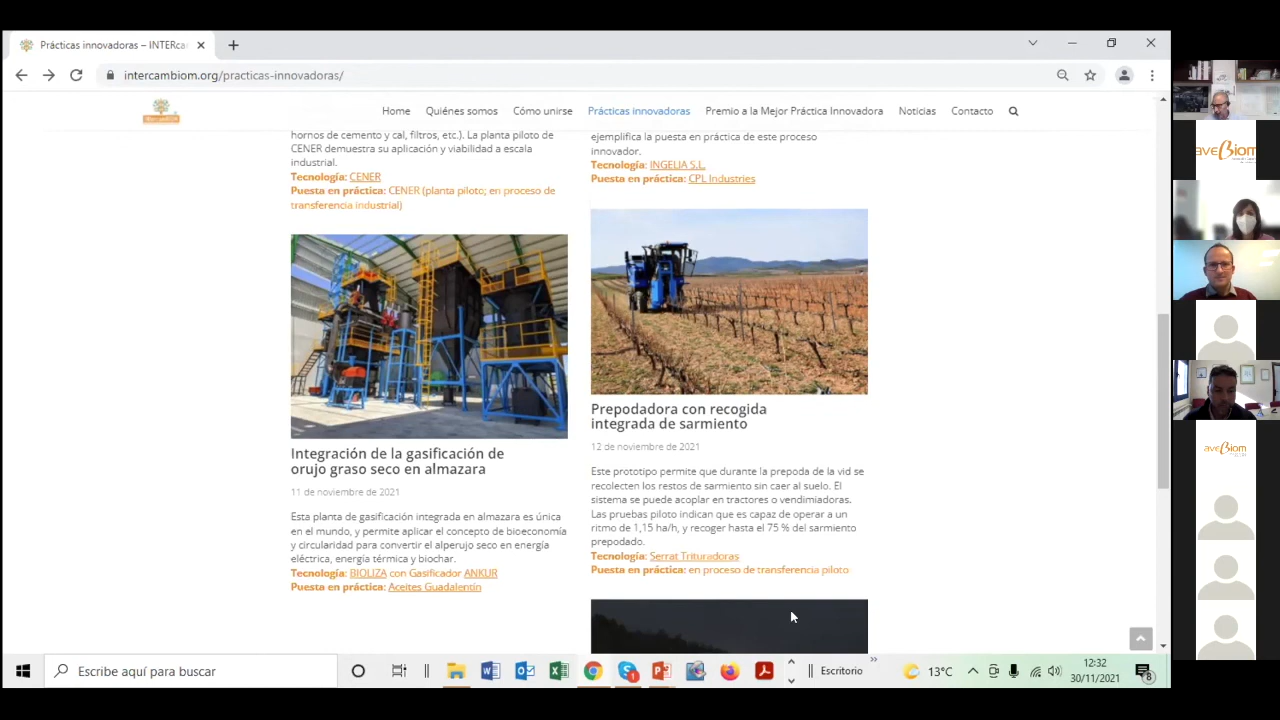 Prácticas innovadoras – INTERca
intercambiom.org/practicas-innovadoras/
Home
Quiénes somos
Cómo unirse
Prácticas innovadoras
Premio a la Mejor Práctica Innovadora
Noticias
Contacto
hornos de cemento y cal, filtros, etc.). La planta piloto de
CENER demuestra su aplicación y viabilidad a escala
industrial.
Tecnología: CENER
Puesta en práctica: CENER (planta piloto; en proceso de
transferencia industrial)
Integración de la gasificación de
orujo graso seco en almazara
11 de noviembre de 2021
Esta planta de gasificación integrada en almazara es única
en el mundo, y permite aplicar el concepto de bioeconomía
y circularidad para convertir el alperujo seco en energía
eléctrica, energía térmica y biochar.
Tecnología: BIOLIZA con Gasificador ANKUR
Puesta en práctica: Aceites Guadalentín
ejemplifica la puesta en práctica de este proceso
innovador.
Tecnología: INGELIA S.L.
Puesta en práctica: CPL Industries
Prepodadora con recogida
integrada de sarmiento
12 de noviembre de 2021
Este prototipo permite que durante la prepoda de la vid se
recolecten los restos de sarmiento sin caer al suelo. El
sistema se puede acoplar en tractores o vendimiadoras.
Las pruebas piloto indican que es capaz de operar a un
ritmo de 1,15 ha/h, y recoger hasta el 75 % del sarmiento
prepodado.
Tecnología: Serrat Trituradoras
Puesta en práctica: en proceso de transferencia piloto
aveBiom
aveBiom
Escribe aquí para buscar
Escritorio
13°C
12:32
30/11/2021
8